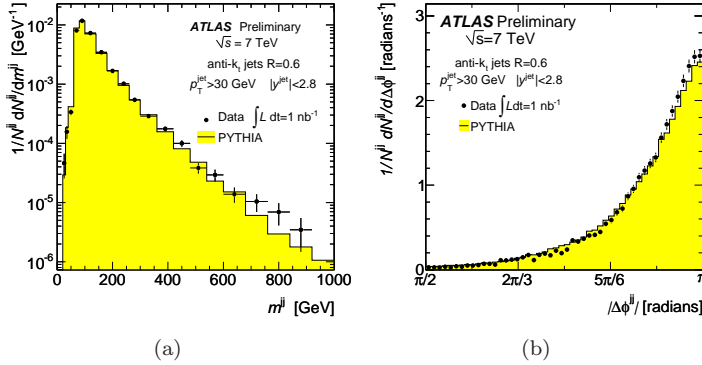 1/N^jj dN^jj/dm^jj [GeV^-1]
10^-2
10^-3
10^-4
10^-5
10^-6
ATLAS Preliminary
√s = 7 TeV
anti-k_t jets R=0.6
p_T^jet>30 GeV |y^jet|<2.8
Data ∫L dt=1 nb^-1
PYTHIA
0 200 400 600 800 1000
m^jj [GeV]
(a)
1/N^jj dN^jj/dΔϕ^jj [radians^-1]
3
2
1
0
ATLAS Preliminary
√s=7 TeV
anti-k_t jets R=0.6
p_T^jet>30 GeV |y^jet|<2.8
Data ∫Ldt=1 nb^-1
PYTHIA
π/2 2π/3 5π/6 π
|Δϕ^jj| [radians]
(b)